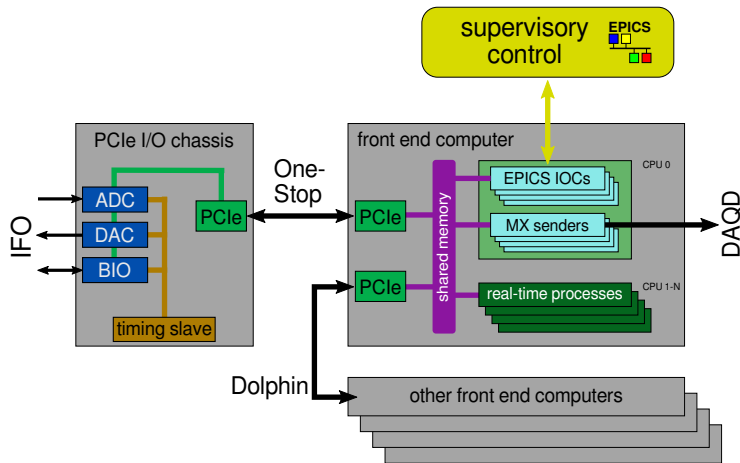 supervisory
control
EPICS
PCIe I/O chassis
front end computer
CPU 0
One-
Stop
EPICS IOCs
ADC
PCIe
PCIe
shared memory
MX senders
IFO
DAC
DAQD
BIO
PCIe
CPU 1-N
real-time processes
timing slave
Dolphin
other front end computers